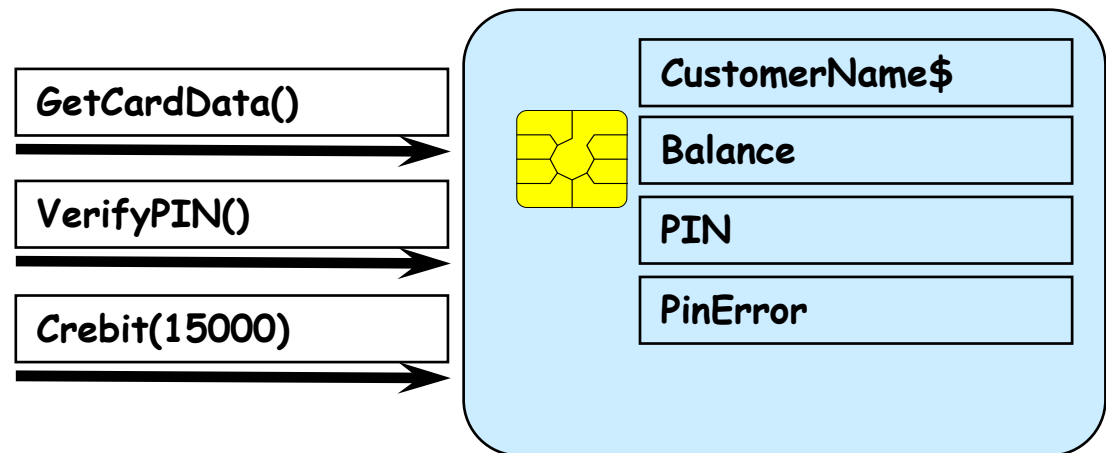 GetCardData()
VerifyPIN()
Crebit(15000)
CustomerName$
Balance
PIN
PinError